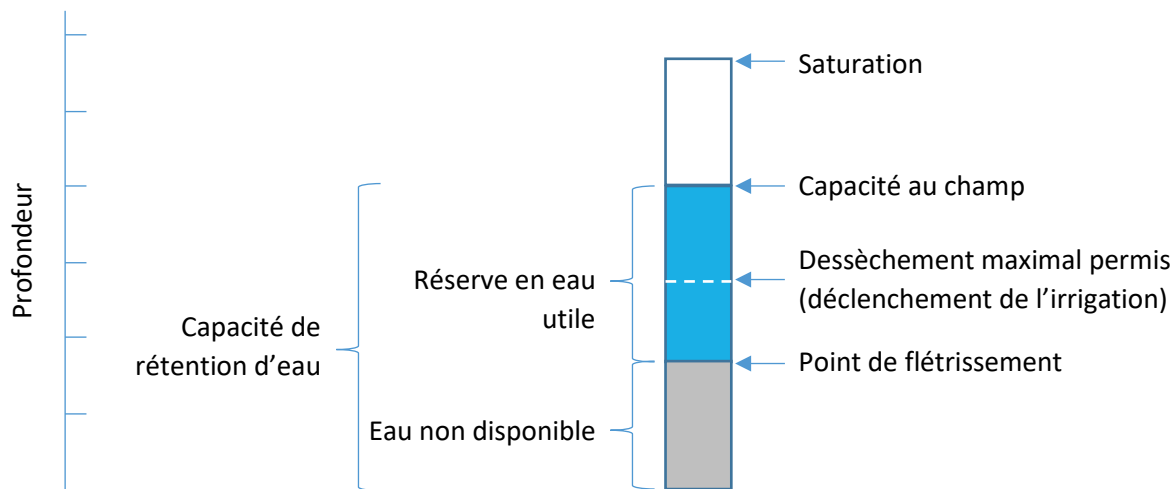 Profondeur
Saturation
Capacité au champ
Dessèchement maximal permis
(déclenchement de l’irrigation)
Réserve en eau
utile
Capacité de
rétention d’eau
Point de flétrissement
Eau non disponible